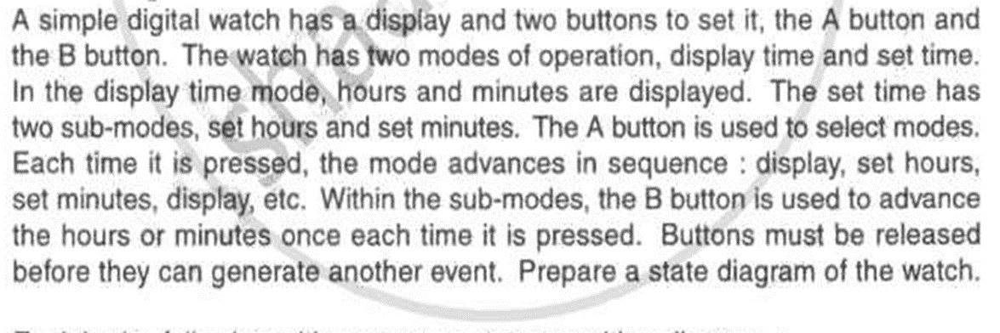 A simple digital watch has a display and two buttons to set it, the A button and
the B button. The watch has two modes of operation, display time and set time.
In the display time mode, hours and minutes are displayed. The set time has
two sub-modes, set hours and set minutes. The A button is used to select modes.
Each time it is pressed, the mode advances in sequence : display, set hours,
set minutes, display, etc. Within the sub-modes, the B button is used to advance
the hours or minutes once each time it is pressed. Buttons must be released
before they can generate another event. Prepare a state diagram of the watch.